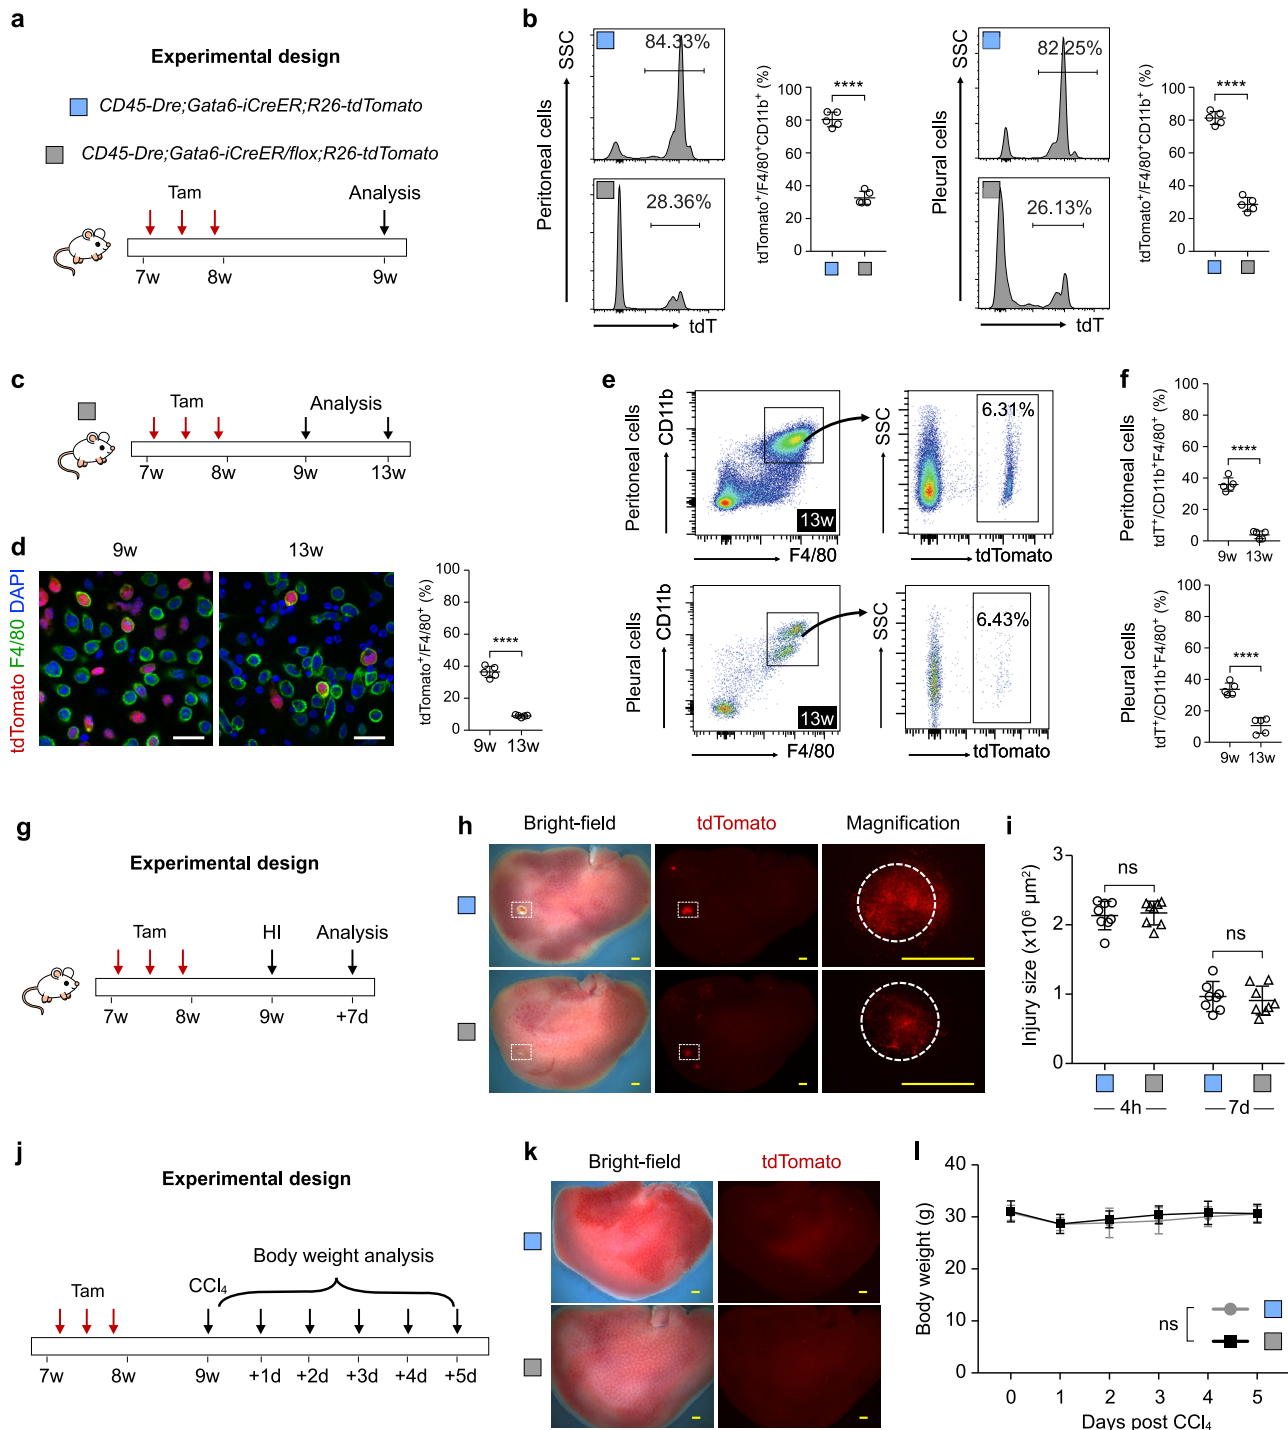 a
Experimental design
CD45-Dre;Gata6-iCreER;R26-tdTomato
CD45-Dre;Gata6-iCreER/flox;R26-tdTomato
Tam
Analysis
7w
8w
9w
b
Peritoneal cells
SSC
84.33%
28.36%
tdT
tdTomato⁺/F4/80⁺CD11b⁺ (%)
100
80
60
40
20
0
****
Pleural cells
SSC
82.25%
26.13%
tdT
tdTomato⁺/F4/80⁺CD11b⁺ (%)
100
80
60
40
20
0
****
c
Tam
Analysis
7w
8w
9w
13w
d
9w
13w
tdTomato F4/80 DAPI
tdTomato⁺/F4/80⁺ (%)
100
80
60
40
20
0
****
9w
13w
e
Peritoneal cells
CD11b
13w
F4/80
SSC
6.31%
tdTomato
Pleural cells
CD11b
13w
F4/80
SSC
6.43%
tdTomato
f
Peritoneal cells
tdT⁺/CD11b⁺F4/80⁺ (%)
100
80
60
40
20
0
****
9w
13w
Pleural cells
tdT⁺/CD11b⁺F4/80⁺ (%)
100
80
60
40
20
0
****
9w
13w
g
Experimental design
Tam
HI
Analysis
7w
8w
9w
+7d
h
Bright-field
tdTomato
Magnification
i
Injury size (x10⁶ μm²)
3
2
1
0
ns
ns
4h
7d
j
Experimental design
Body weight analysis
Tam
CCl₄
7w
8w
9w
+1d
+2d
+3d
+4d
+5d
k
Bright-field
tdTomato
l
Body weight (g)
40
30
20
10
0
ns
0
1
2
3
4
5
Days post CCl₄